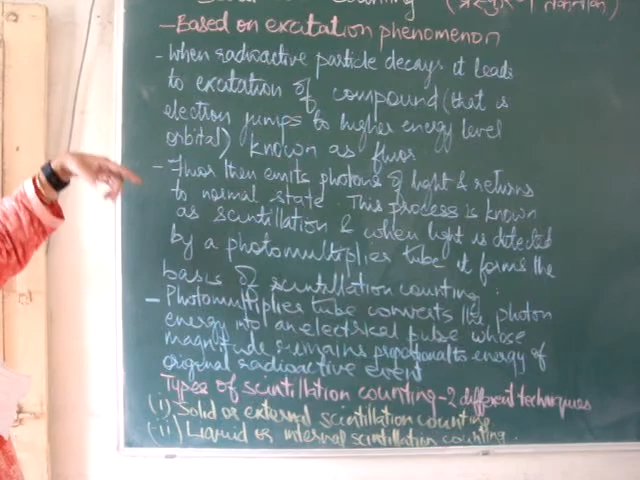 Counting (
- Based on excitation phenomenon
- When radioactive particle decays it leads
to excitation of compound (that is
electron jumps to higher energy level
orbital) known as fluor
- Fluor then emits photons of light & returns
to normal state. This process is known
as scintillation & when light is detected
by a photomultiplier tube it forms the
basis of scintillation counting.
- Photomultiplier tube converts the photon
energy into an electrical pulse whose
magnitude remains proportional to energy of
original radioactive event
Types of scintillation counting - 2 different techniques
(i) Solid or external scintillation counting
(ii) Liquid or internal scintillation counting.